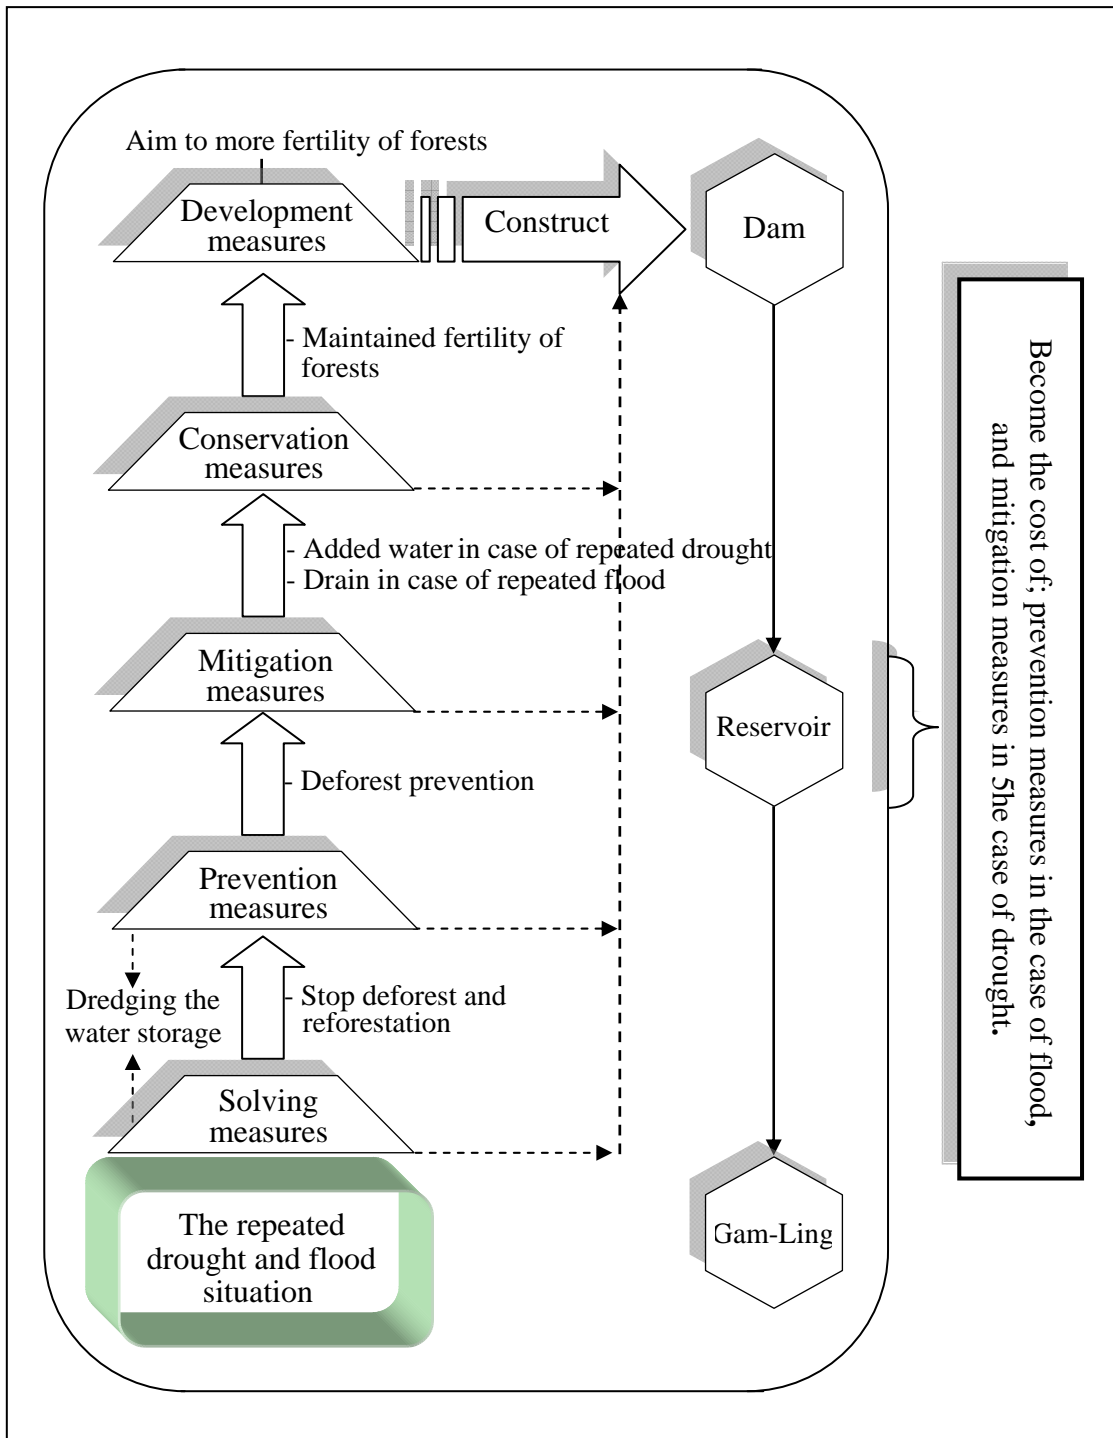 Aim to more fertility of forests
Development
measures
Construct
Dam
- Maintained fertility of
forests
Conservation
measures
- Added water in case of repeated drought
- Drain in case of repeated flood
Mitigation
measures
Reservoir
- Deforest prevention
Prevention
measures
Dredging the
water storage
- Stop deforest and
reforestation
Solving
measures
Gam-Ling
The repeated
drought and flood
situation
Become the cost of; prevention measures in the case of flood,
and mitigation measures in 5he case of drought.